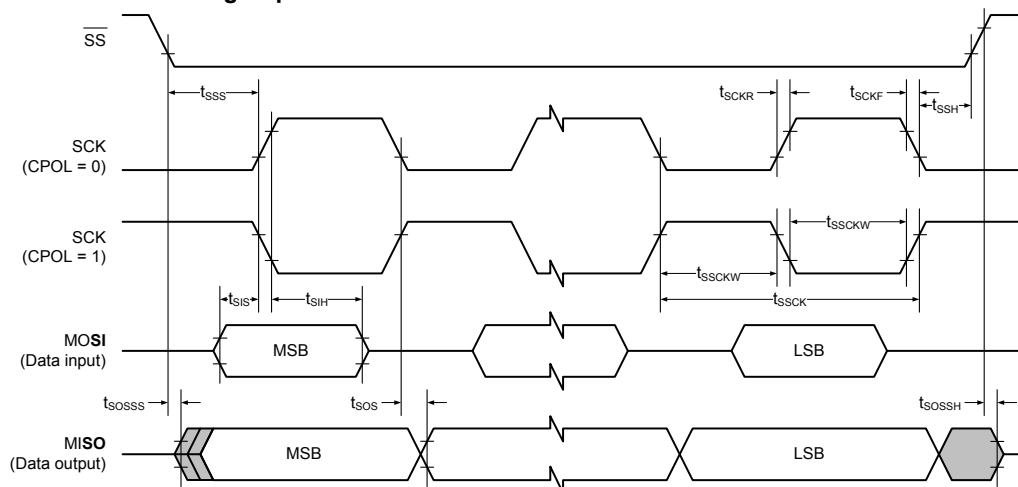 SS
tSSS
tSCKR
tSCKF
tSSH
SCK
(CPOL = 0)
SCK
(CPOL = 1)
tSSCKW
tSSCKW
tSSCK
tSIS
tSIH
MOSI
(Data input)
MSB
LSB
tSOSSS
tSOS
tSOSSH
MISO
(Data output)
MSB
LSB